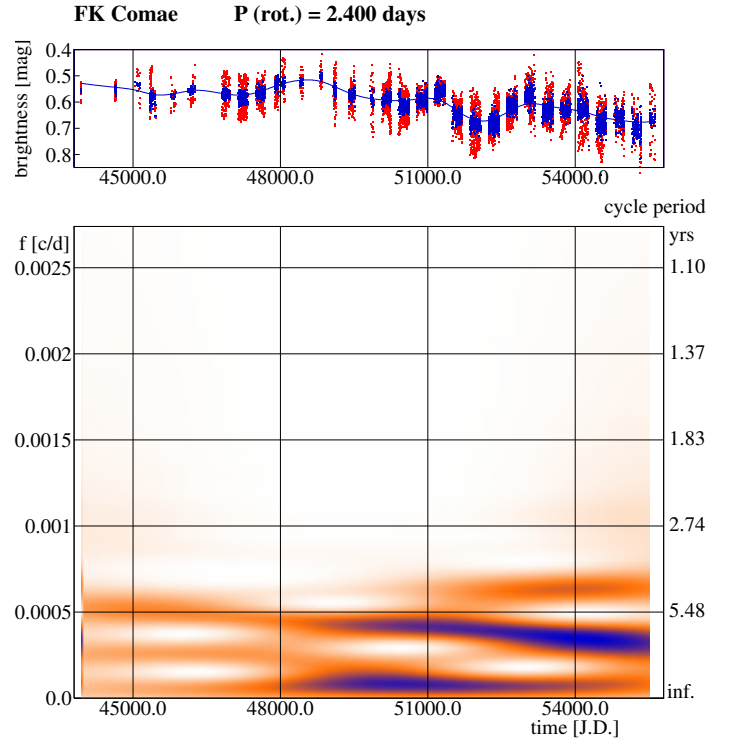 FK Comae P (rot.) = 2.400 days
brightness [mag]
0.4
0.5
0.6
0.7
0.8
45000.0 48000.0 51000.0 54000.0
cycle period
f [c/d] yrs
0.0025 1.10
0.002 1.37
0.0015 1.83
0.001 2.74
0.0005 5.48
0.0 inf.
45000.0 48000.0 51000.0 54000.0
time [J.D.]